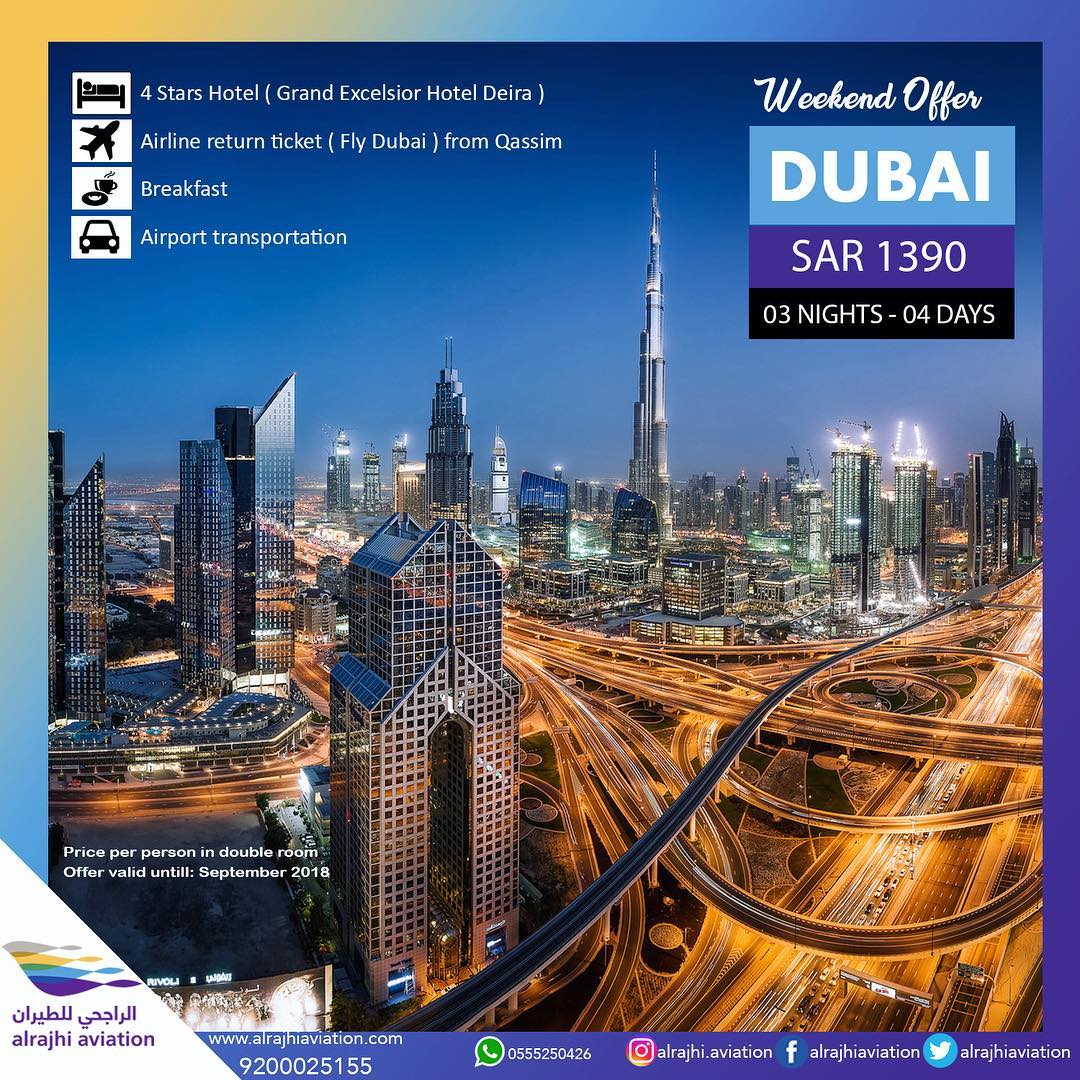 4 Stars Hotel ( Grand Excelsior Hotel Deira )
Airline return ticket ( Fly Dubai ) from Qassim
Breakfast
Airport transportation
Weekend Offer
DUBAI
SAR 1390
03 NIGHTS - 04 DAYS
Price per person in double room
Offer valid untill: September 2018
RIVOLI
الراجحي للطيران
alrajhi aviation
www.alrajhiaviation.com
9200025155
0555250426
alrajhi.aviation
alrajhiaviation
alrajhiaviation